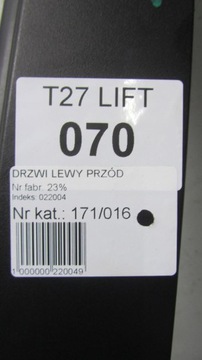 T27 LIFT
070
DRZWI LEWY PRZÓD
Nr fabr. 23%
Indeks: 022004
Nr kat.: 171/016
1 000000 220049